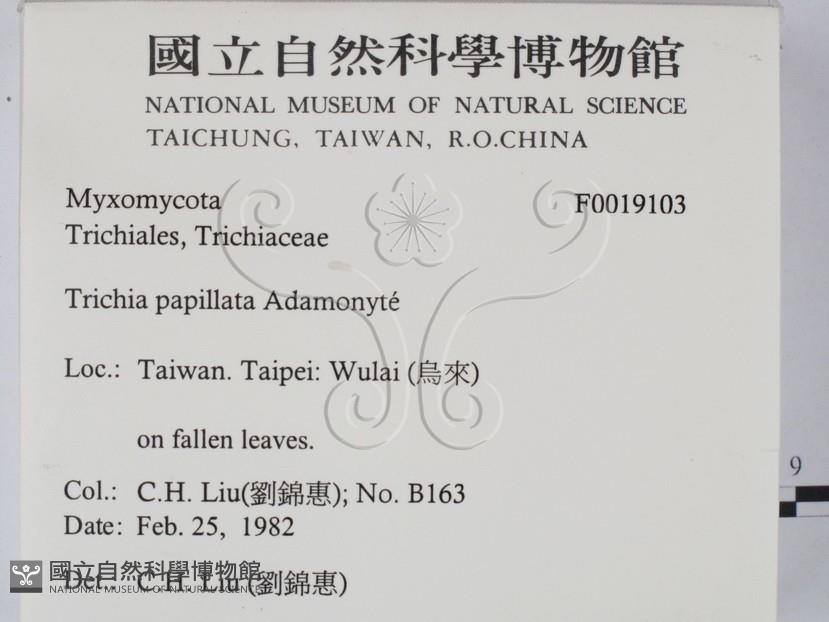 國立自然科學博物館
NATIONAL MUSEUM OF NATURAL SCIENCE
TAICHUNG, TAIWAN, R.O.CHINA
Myxomycota F0019103
Trichiales, Trichiaceae
Trichia papillata Adamonyté
Loc.: Taiwan. Taipei: Wulai (烏來)
on fallen leaves.
Col.: C.H. Liu(劉錦惠); No. B163
Date: Feb. 25, 1982
Det.: C.H. Liu (劉錦惠)
國立自然科學博物館
NATIONAL MUSEUM OF NATURAL SCIENCE
9